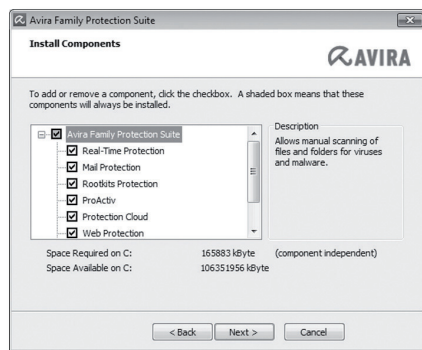 Avira Family Protection Suite
Install Components
AVIRA
To add or remove a component, click the checkbox. A shaded box means that these
components will always be installed.
Avira Family Protection Suite
Real-Time Protection
Mail Protection
Rootkits Protection
ProActiv
Protection Cloud
Web Protection
Description
Allows manual scanning of
files and folders for viruses
and malware.
Space Required on C: 165883 kByte (component independent)
Space Available on C: 106351956 kByte
< Back Next > Cancel